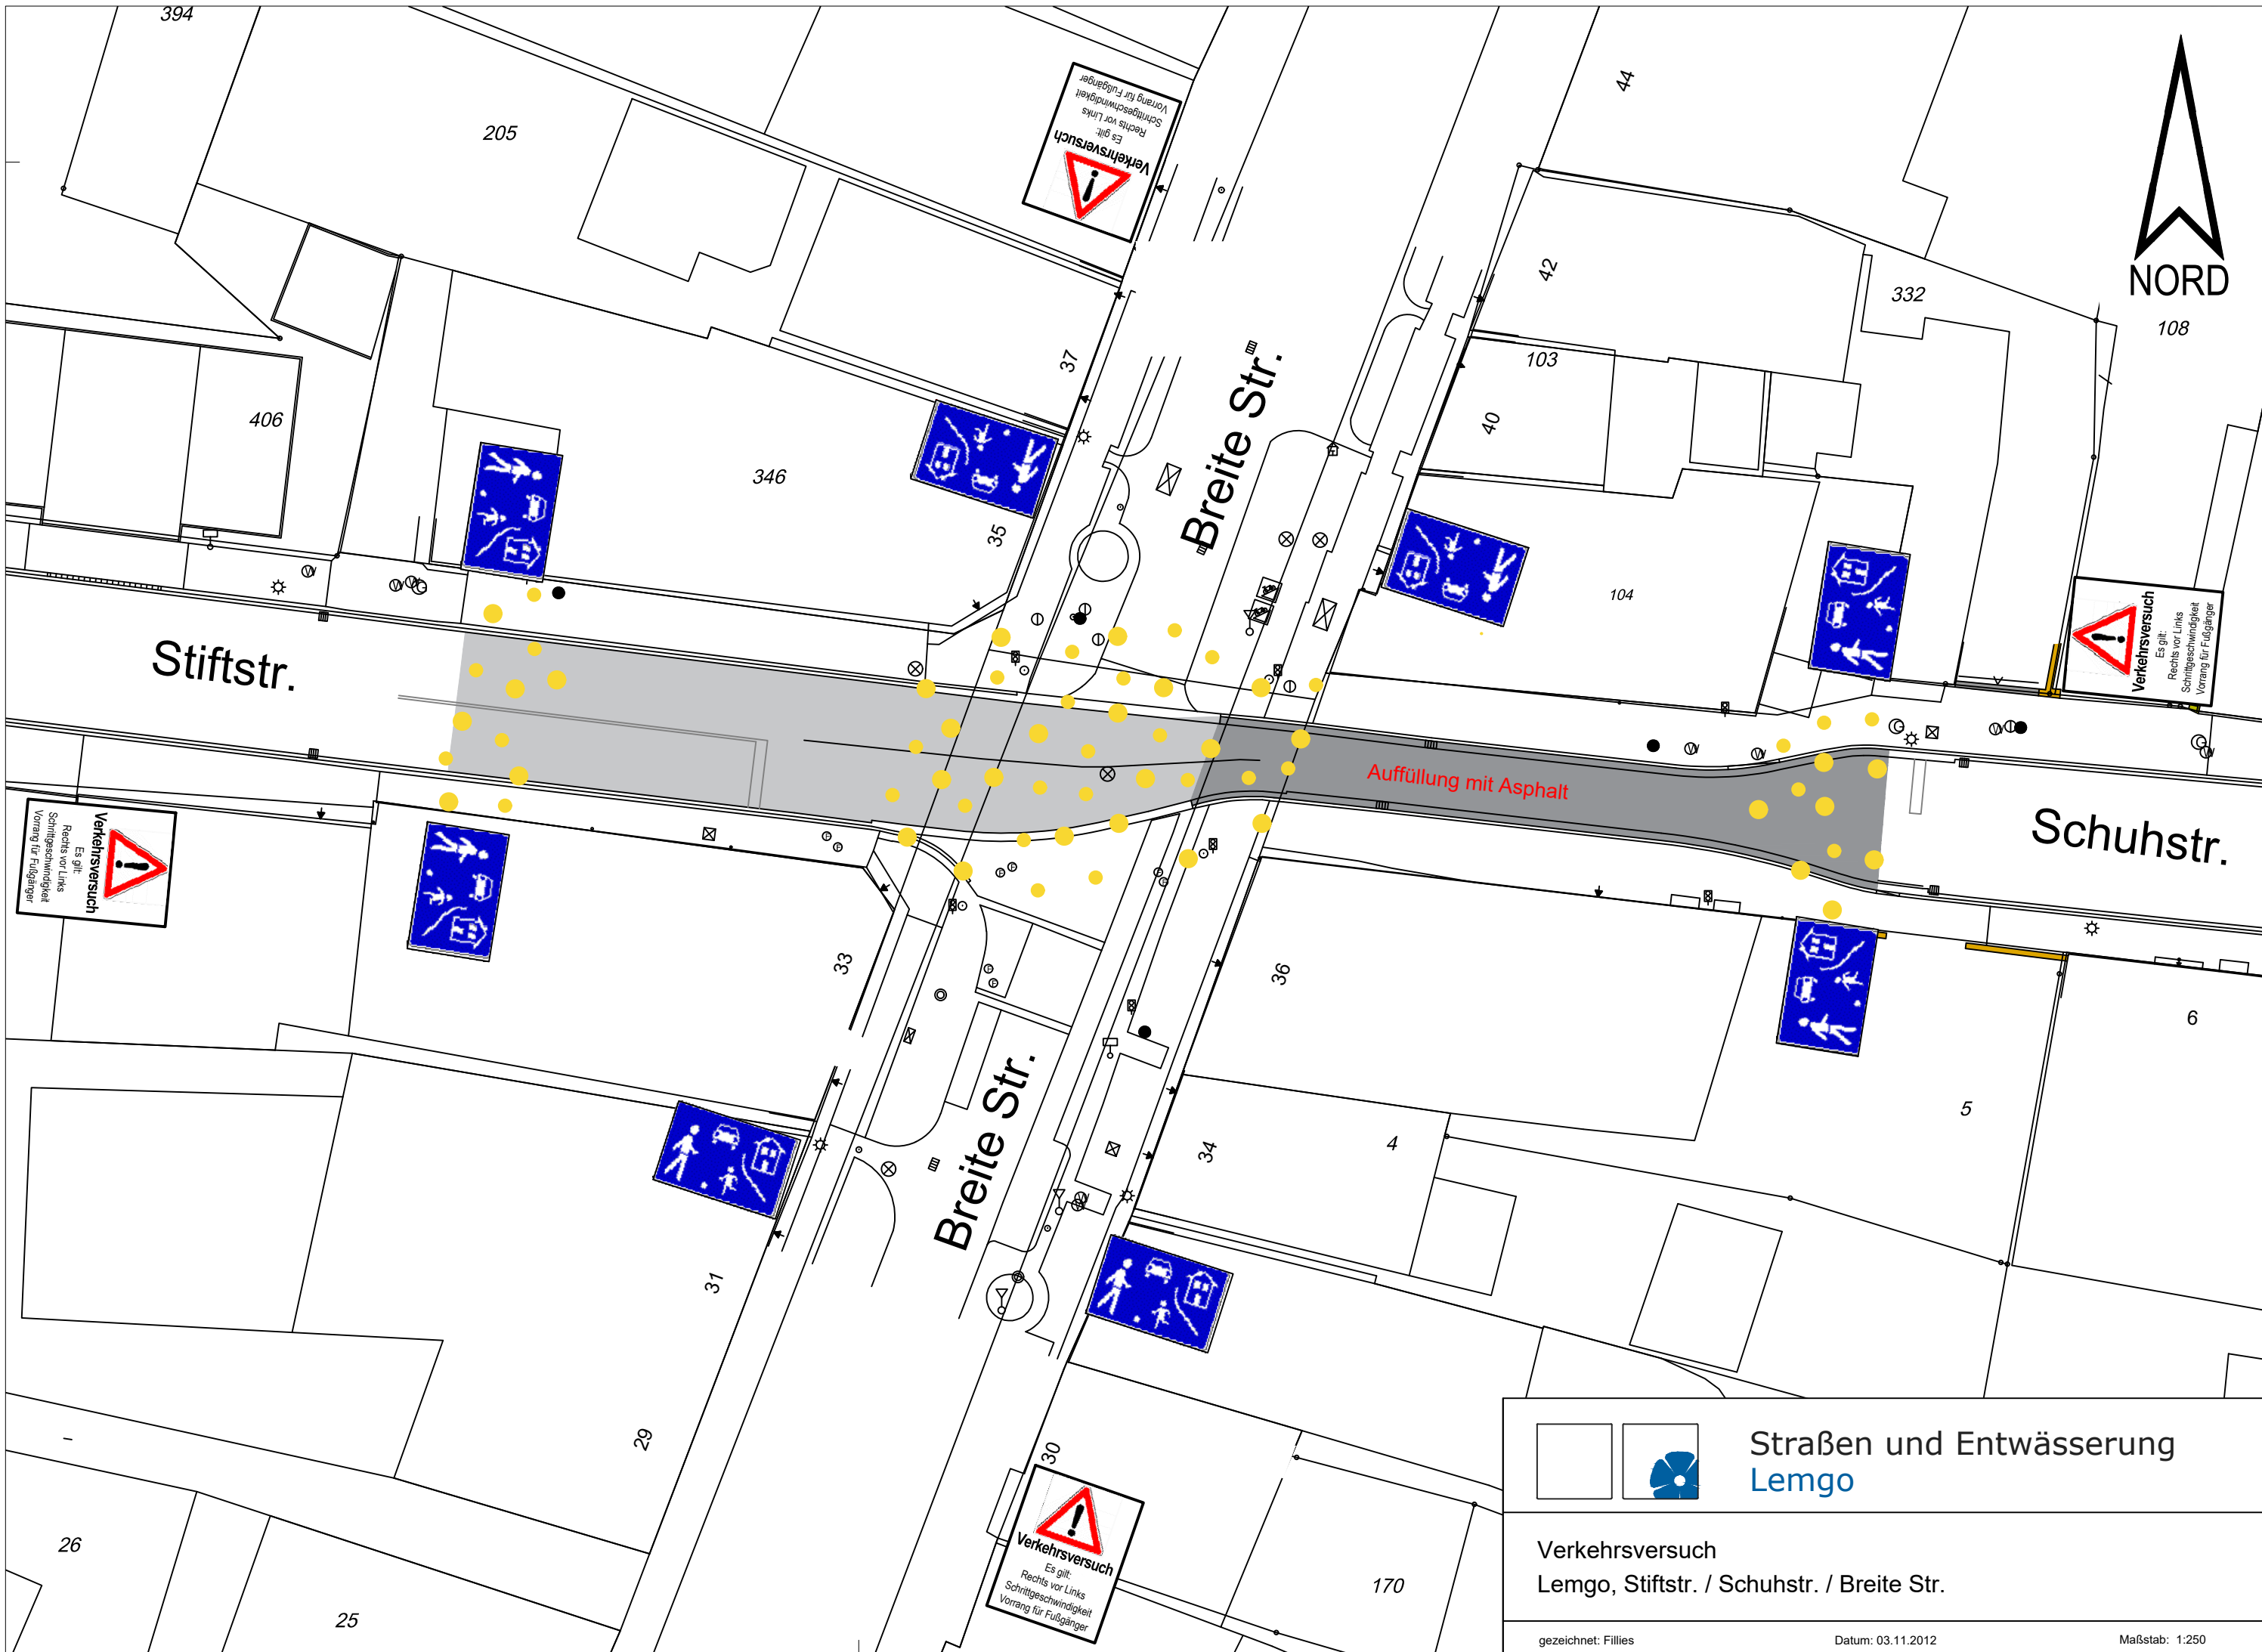 394
205
44
Verkehrsversuch
Es gilt:
Rechts vor Links
Schrittgeschwindigkeit
Vorrang für Fußgänger
NORD
42
332
108
37
103
Breite Str.
406
40
346
35
104
Verkehrsversuch
Es gilt:
Rechts vor Links
Schrittgeschwindigkeit
Vorrang für Fußgänger
Stiftstr.
Auffüllung mit Asphalt
Schuhstr.
Verkehrsversuch
Es gilt:
Rechts vor Links
Schrittgeschwindigkeit
Vorrang für Fußgänger
33
36
6
Breite Str.
5
34
4
31
29
30
Verkehrsversuch
Es gilt:
Rechts vor Links
Schrittgeschwindigkeit
Vorrang für Fußgänger
26
25
170
Straßen und Entwässerung
Lemgo
Verkehrsversuch
Lemgo, Stiftstr. / Schuhstr. / Breite Str.
gezeichnet: Fillies Datum: 03.11.2012 Maßstab: 1:250